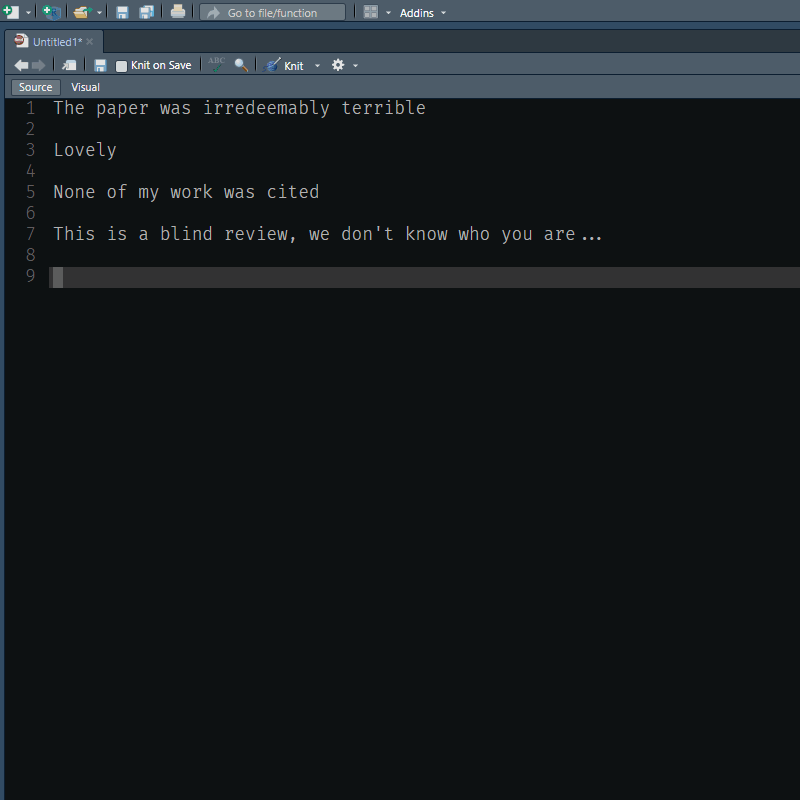 Go to file/function
Addins
Untitled1*
Knit on Save
ABC
Knit
Source
Visual
1 The paper was irredeemably terrible
2
3 Lovely
4
5 None of my work was cited
6
7 This is a blind review, we don't know who you are...
8
9